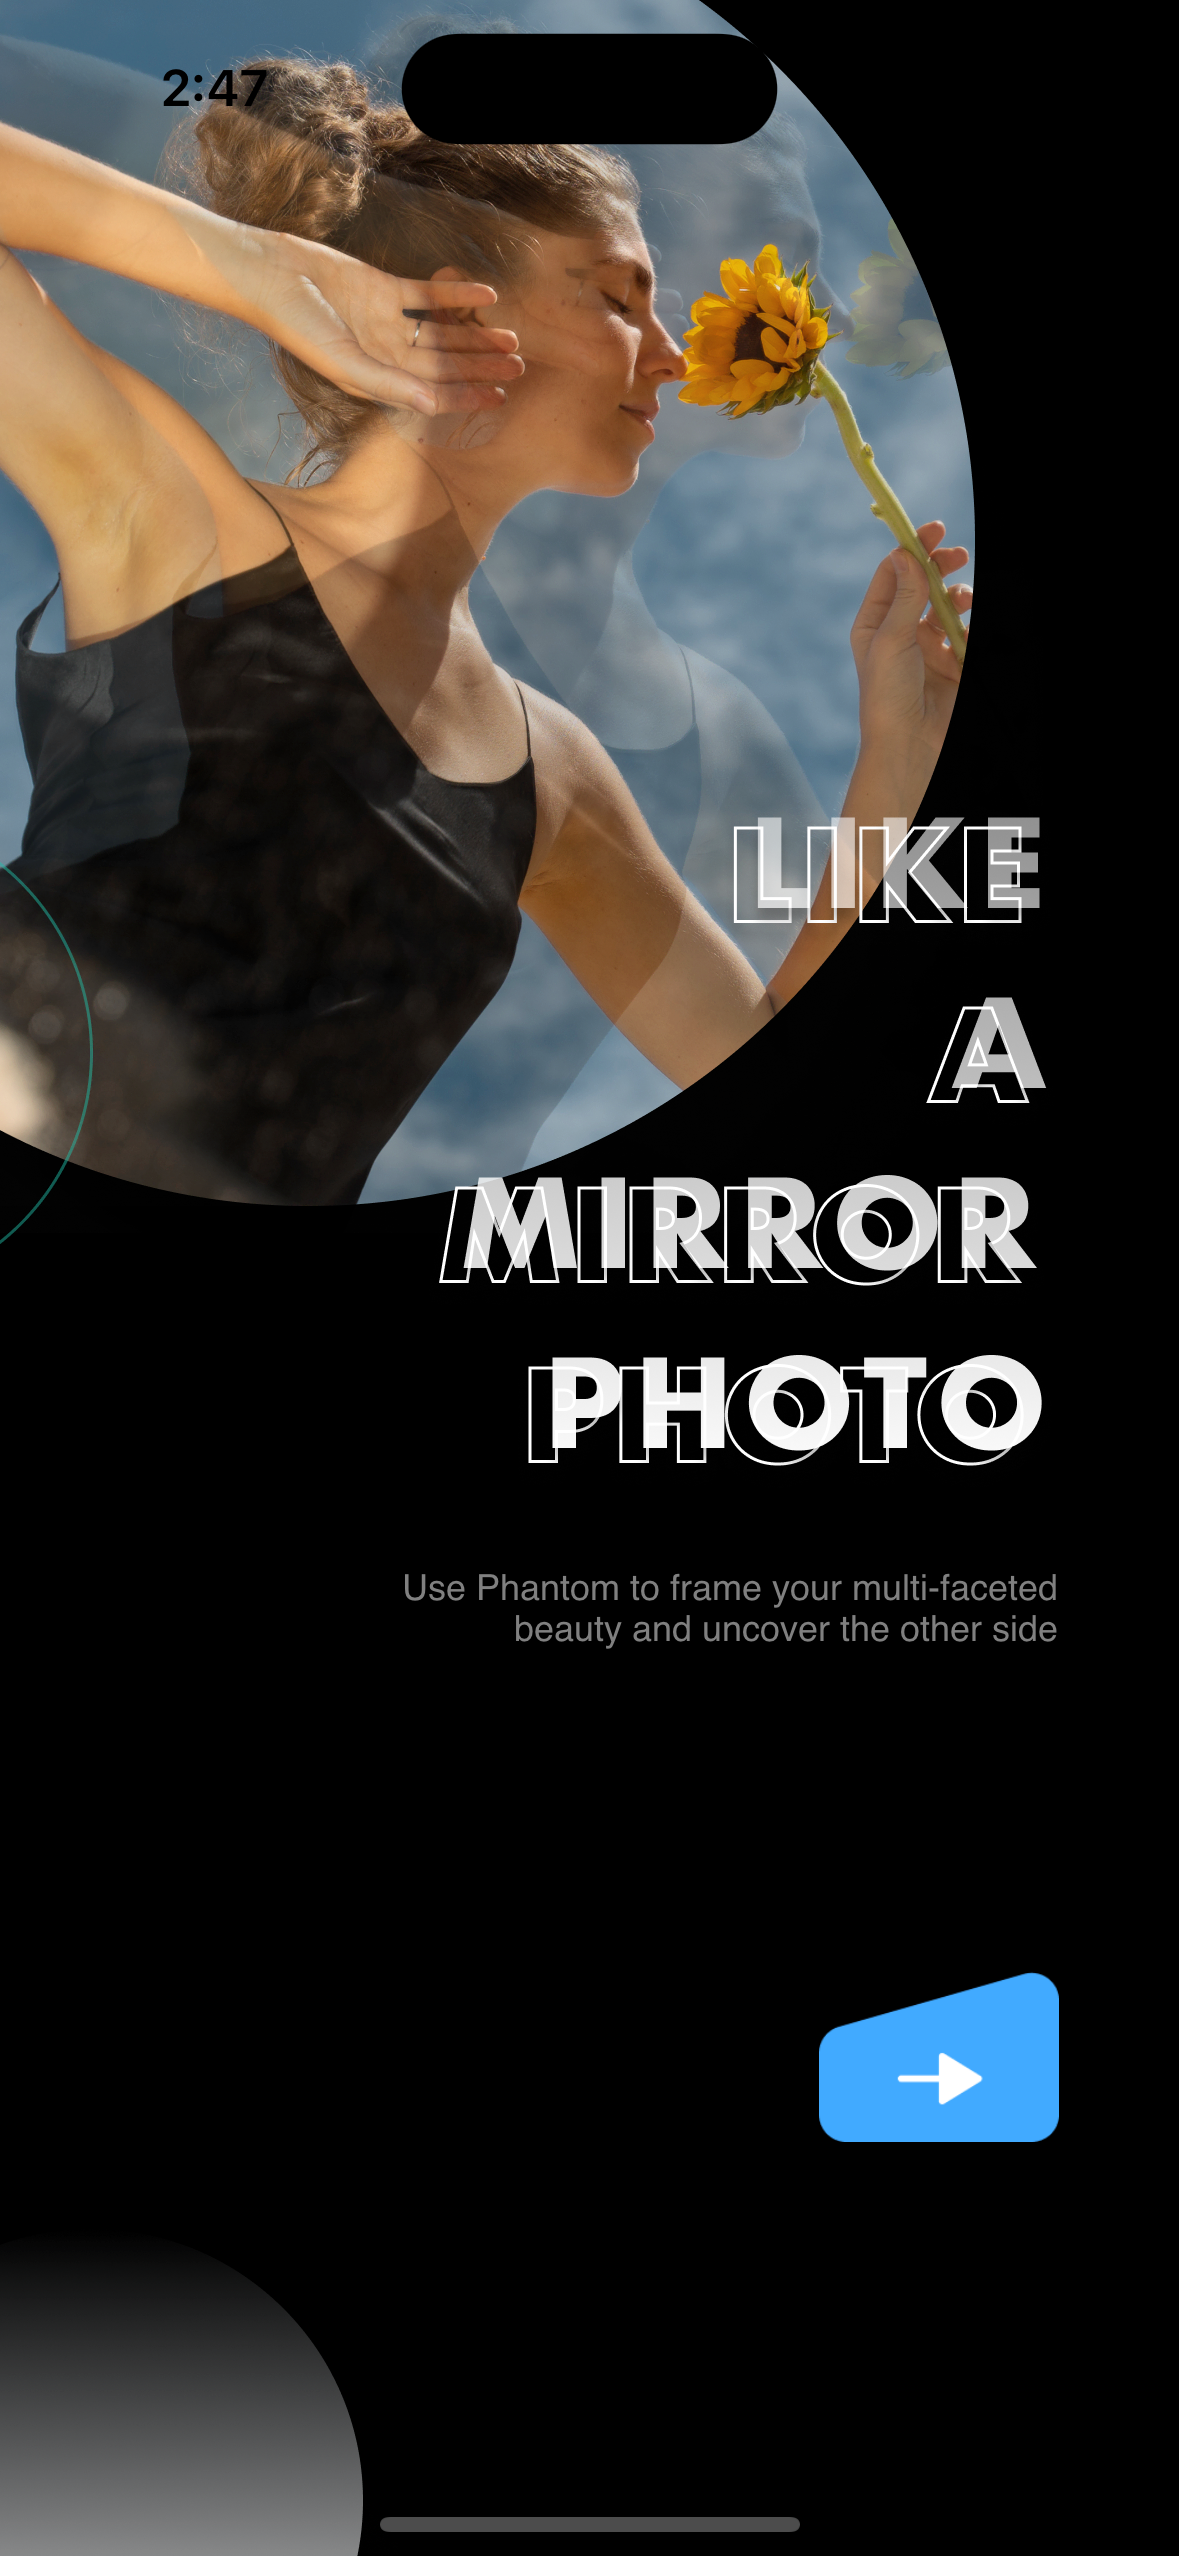 2:47
LIKE
A
MIRROR
PHOTO
Use Phantom to frame your multi-faceted
beauty and uncover the other side